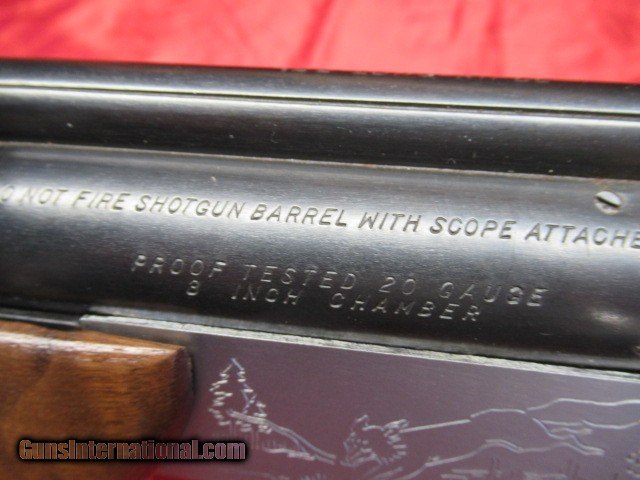 O NOT FIRE SHOTGUN BARREL WITH SCOPE ATTACHE
PROOF TESTED 20 GAUGE
3 INCH CHAMBER
GunsInternational.com